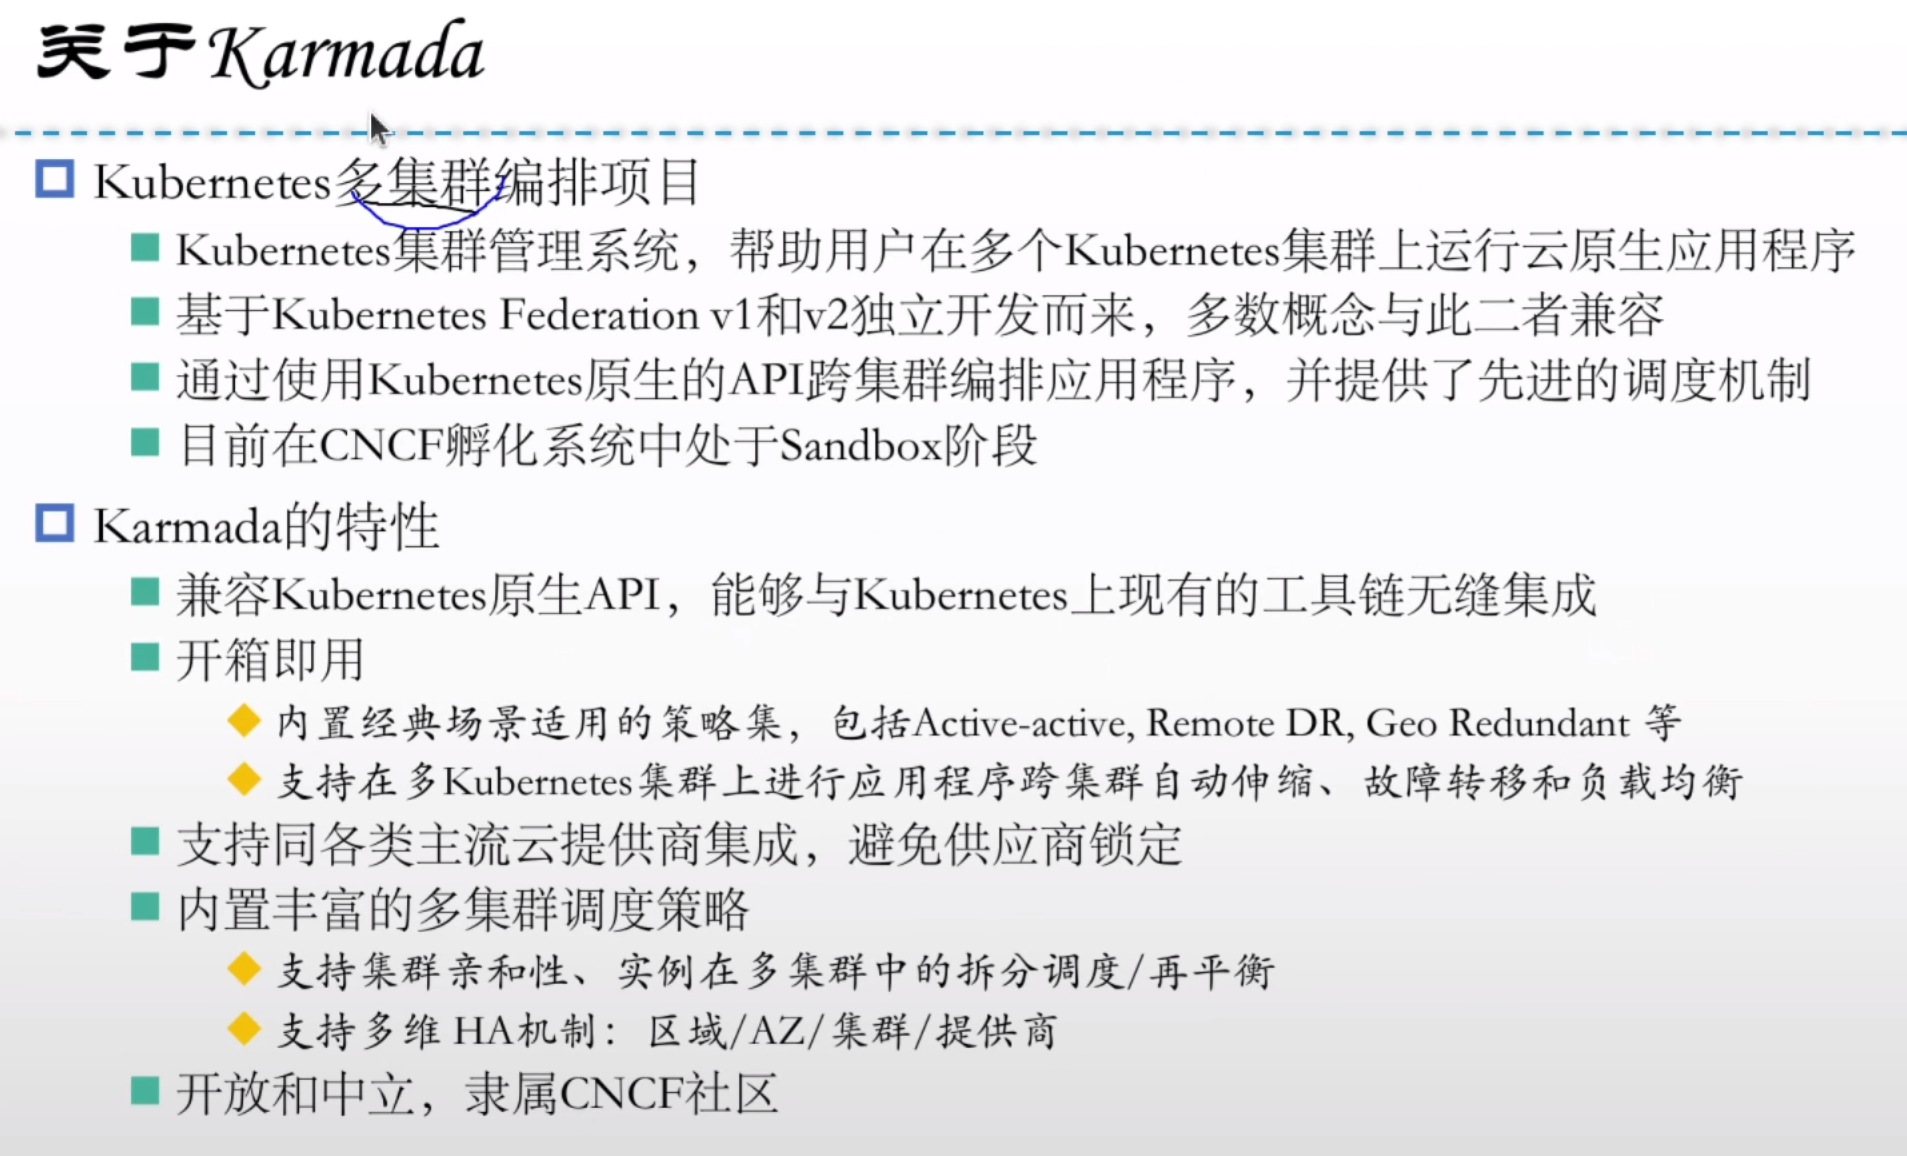 关于Karmada
Kubernetes多集群编排项目
Kubernetes集群管理系统，帮助用户在多个Kubernetes集群上运行云原生应用程序
基于Kubernetes Federation v1和v2独立开发而来，多数概念与此二者兼容
通过使用Kubernetes原生的API跨集群编排应用程序，并提供了先进的调度机制
目前在CNCF孵化系统中处于Sandbox阶段
Karmada的特性
兼容Kubernetes原生API，能够与Kubernetes上现有的工具链无缝集成
开箱即用
内置经典场景适用的策略集，包括Active-active, Remote DR, Geo Redundant 等
支持在多Kubernetes集群上进行应用程序跨集群自动伸缩、故障转移和负载均衡
支持同各类主流云提供商集成，避免供应商锁定
内置丰富的多集群调度策略
支持集群亲和性、实例在多集群中的拆分调度/再平衡
支持多维 HA机制：区域/AZ/集群/提供商
开放和中立，隶属CNCF社区